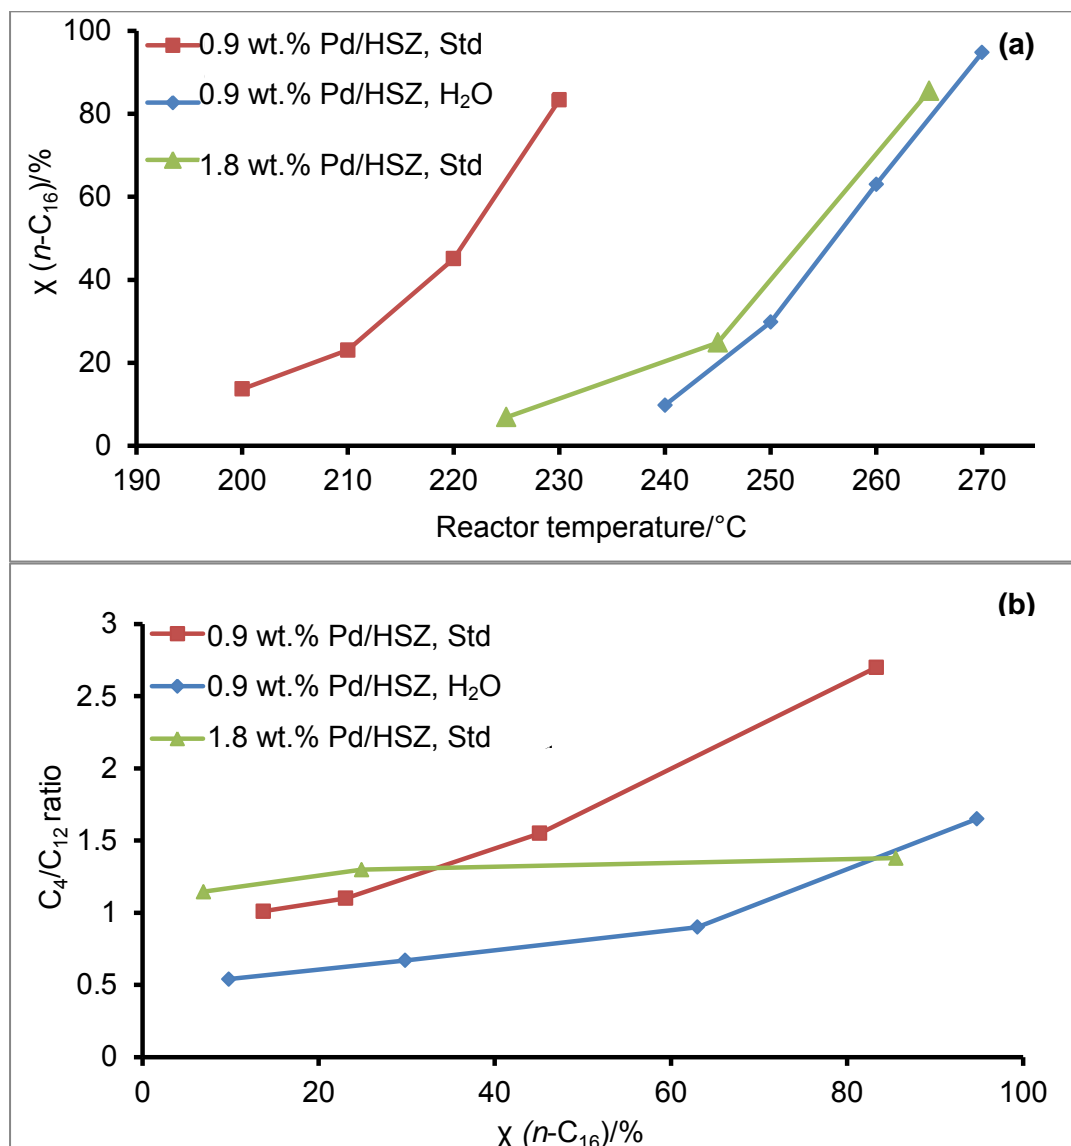 (a)
0.9 wt.% Pd/HSZ, Std
0.9 wt.% Pd/HSZ, H₂O
1.8 wt.% Pd/HSZ, Std
100
80
60
40
20
0
χ (n-C₁₆)/%
190 200 210 220 230 240 250 260 270
Reactor temperature/°C
(b)
0.9 wt.% Pd/HSZ, Std
0.9 wt.% Pd/HSZ, H₂O
1.8 wt.% Pd/HSZ, Std
3
2.5
2
1.5
1
0.5
0
C₄/C₁₂ ratio
0 20 40 60 80 100
χ (n-C₁₆)/%